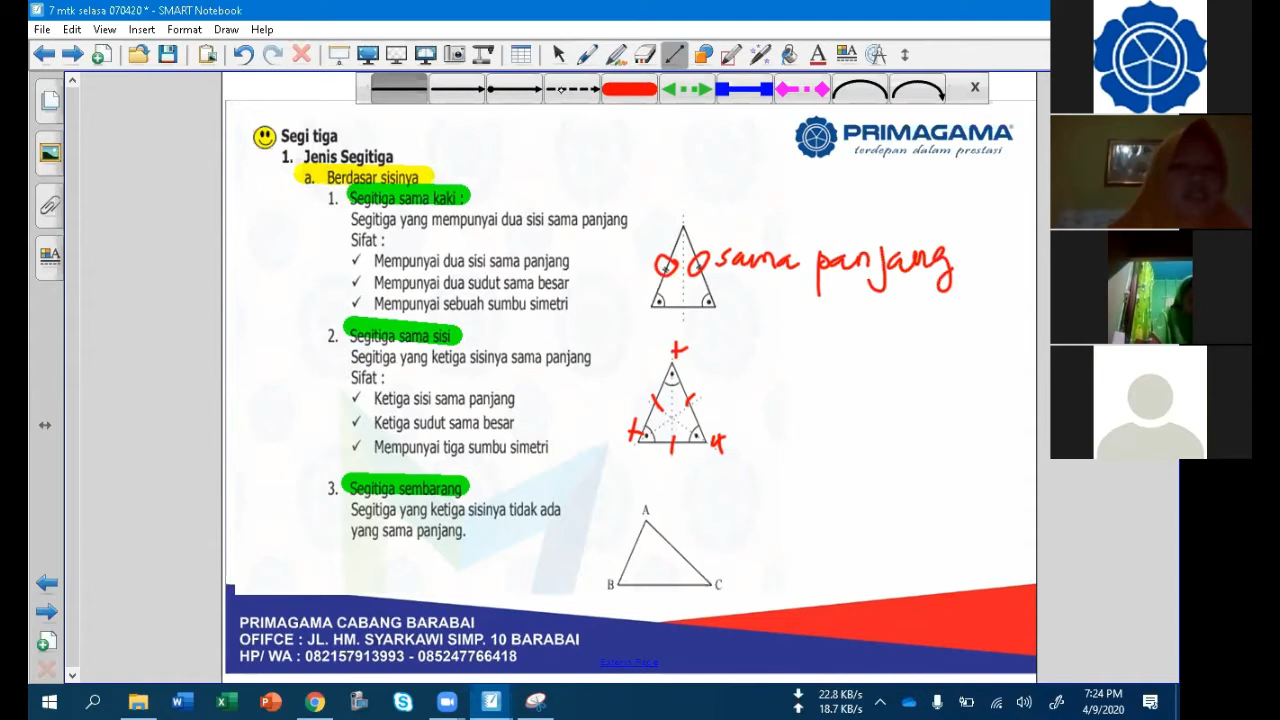 7 mtk selasa 070420 * - SMART Notebook
File Edit View Insert Format Draw Help
X
PRIMAGAMA
terdepan dalam prestasi
Segi tiga
1. Jenis Segitiga
a. Berdasar sisinya
1. Segitiga sama kaki :
Segitiga yang mempunyai dua sisi sama panjang
Sifat :
✓ Mempunyai dua sisi sama panjang
✓ Mempunyai dua sudut sama besar
✓ Mempunyai sebuah sumbu simetri
sama panjang
2. Segitiga sama sisi
Segitiga yang ketiga sisinya sama panjang
Sifat :
✓ Ketiga sisi sama panjang
✓ Ketiga sudut sama besar
✓ Mempunyai tiga sumbu simetri
3. Segitiga sembarang
Segitiga yang ketiga sisinya tidak ada
yang sama panjang.
A
B C
PRIMAGAMA CABANG BARABAI
OFIFCE : JL. HM. SYARKAWI SIMP. 10 BARABAI
HP/ WA : 082157913993 - 085247766418
Extend Page
22.8 KB/s
18.7 KB/s
7:24 PM
4/9/2020